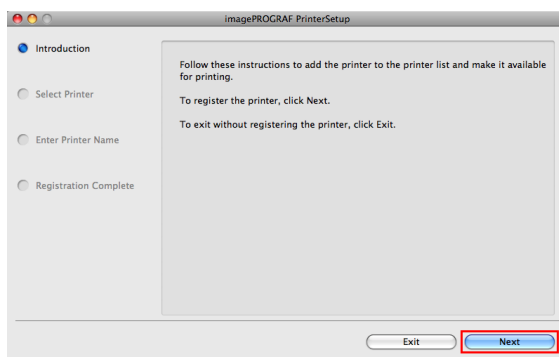 imagePROGRAF PrinterSetup
Introduction
Select Printer
Enter Printer Name
Registration Complete
Follow these instructions to add the printer to the printer list and make it available
for printing.
To register the printer, click Next.
To exit without registering the printer, click Exit.
Exit
Next